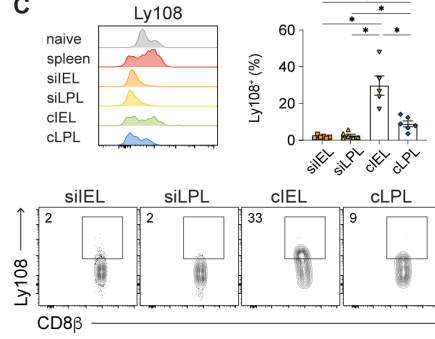 C
Ly108
naive
spleen
siIEL
siLPL
cIEL
cLPL
Ly108⁺ (%)
60
40
20
0
*
*
*
*
siIEL
siLPL
cIEL
cLPL
siIEL
siLPL
cIEL
cLPL
2
2
33
9
Ly108
CD8β